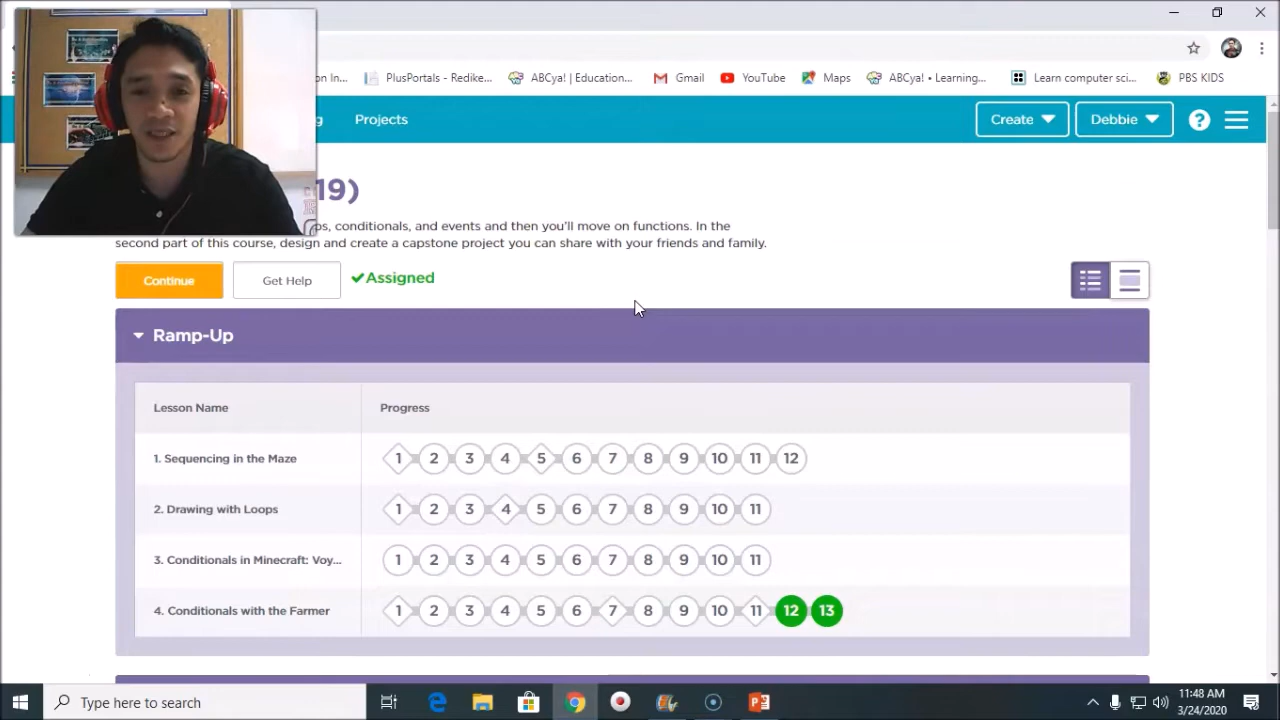 on In...
PlusPortals - Redike...
ABCya! | Education...
Gmail
YouTube
Maps
ABCya! • Learning...
Learn computer sci...
PBS KIDS
g
Projects
Create
Debbie
?
19)
ps, conditionals, and events and then you'll move on functions. In the
second part of this course, design and create a capstone project you can share with your friends and family.
Continue
Get Help
Assigned
Ramp-Up
Lesson Name
Progress
1. Sequencing in the Maze
1 2 3 4 5 6 7 8 9 10 11 12
2. Drawing with Loops
1 2 3 4 5 6 7 8 9 10 11
3. Conditionals in Minecraft: Voy...
1 2 3 4 5 6 7 8 9 10 11
4. Conditionals with the Farmer
1 2 3 4 5 6 7 8 9 10 11 12 13
Type here to search
11:48 AM
3/24/2020